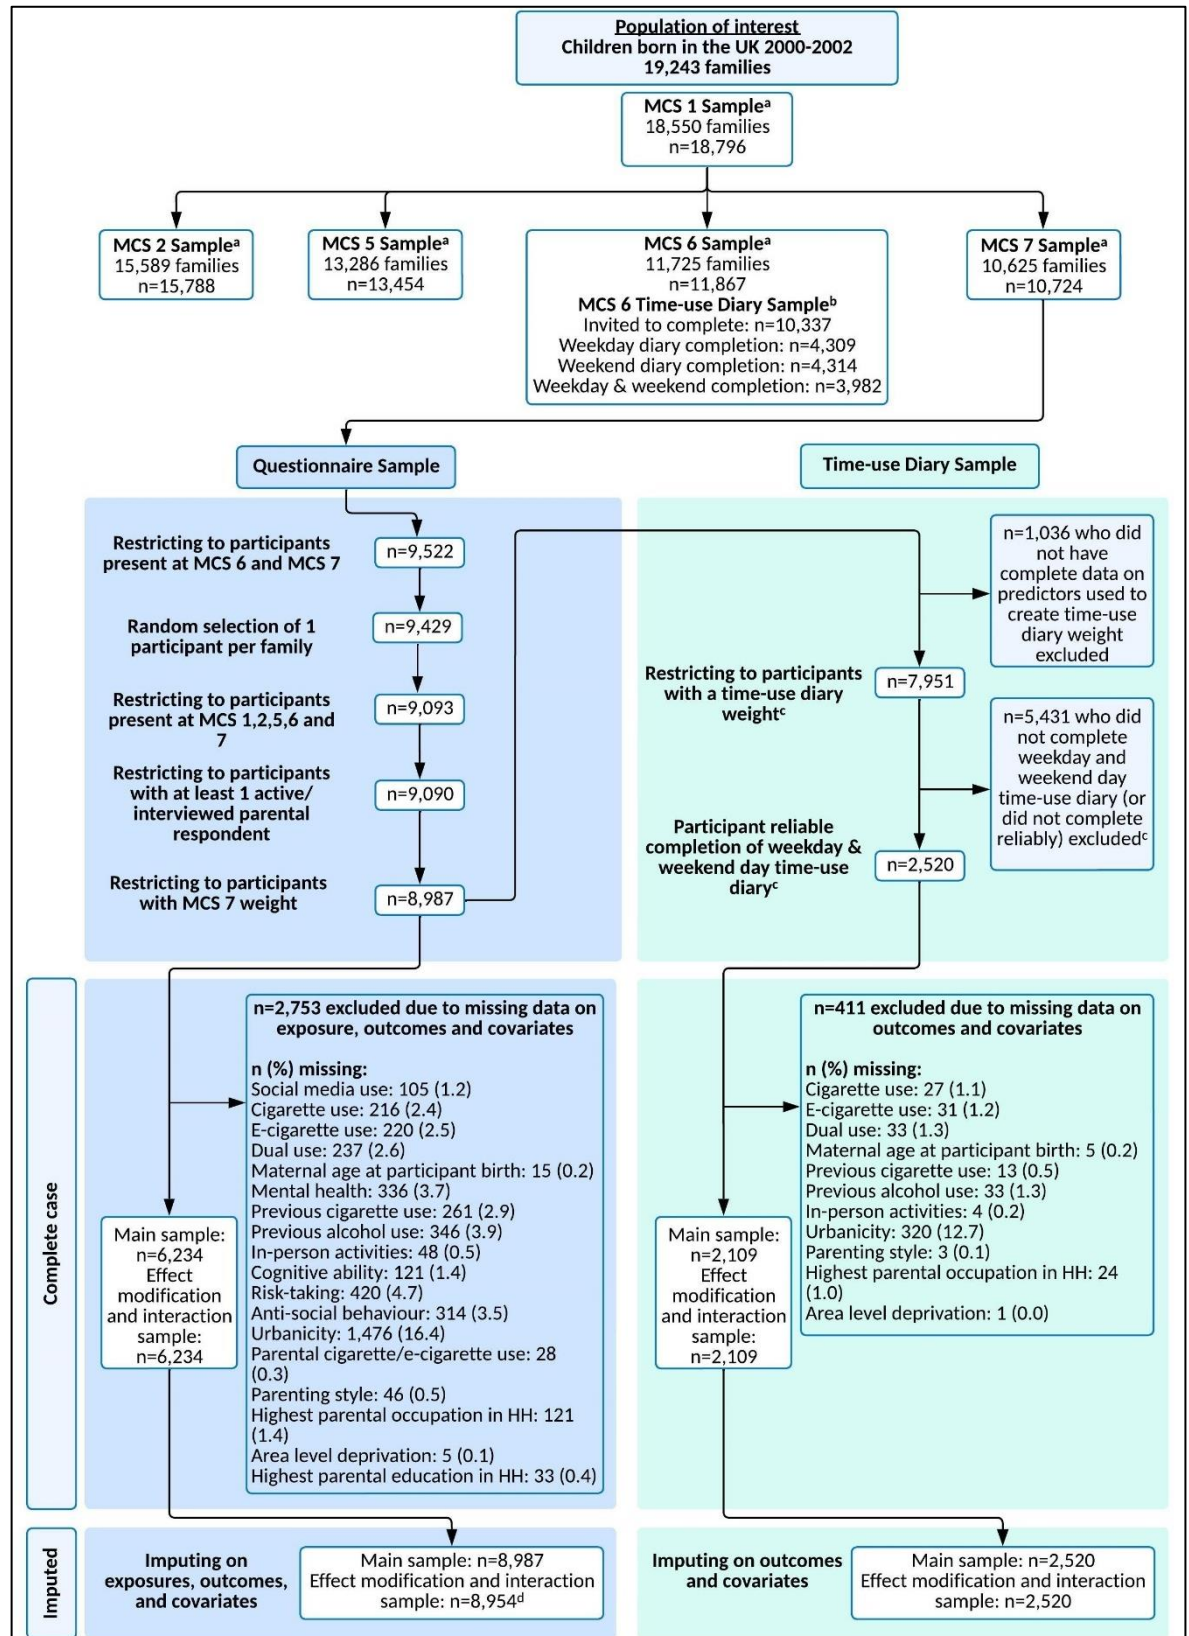 Population of interest
Children born in the UK 2000-2002
19,243 families
MCS 1 Sampleᵃ
18,550 families
n=18,796
MCS 2 Sampleᵃ
15,589 families
n=15,788
MCS 5 Sampleᵃ
13,286 families
n=13,454
MCS 6 Sampleᵃ
11,725 families
n=11,867
MCS 6 Time-use Diary Sampleᵇ
Invited to complete: n=10,337
Weekday diary completion: n=4,309
Weekend diary completion: n=4,314
Weekday & weekend completion: n=3,982
MCS 7 Sampleᵃ
10,625 families
n=10,724
Questionnaire Sample
Restricting to participants
present at MCS 6 and MCS 7
n=9,522
Random selection of 1
participant per family
n=9,429
Restricting to participants
present at MCS 1,2,5,6 and
7
n=9,093
Restricting to participants
with at least 1 active/
interviewed parental
respondent
n=9,090
Restricting to participants
with MCS 7 weight
n=8,987
Time-use Diary Sample
n=1,036 who did
not have
complete data on
predictors used to
create time-use
diary weight
excluded
Restricting to participants
with a time-use diary
weightᶜ
n=7,951
n=5,431 who did
not complete
weekday and
weekend day
time-use diary (or
did not complete
reliably) excludedᶜ
Participant reliable
completion of weekday &
weekend day time-use
diaryᶜ
n=2,520
Complete case
n=2,753 excluded due to missing data on
exposure, outcomes and covariates
n (%) missing:
Social media use: 105 (1.2)
Cigarette use: 216 (2.4)
E-cigarette use: 220 (2.5)
Dual use: 237 (2.6)
Maternal age at participant birth: 15 (0.2)
Mental health: 336 (3.7)
Previous cigarette use: 261 (2.9)
Previous alcohol use: 346 (3.9)
In-person activities: 48 (0.5)
Cognitive ability: 121 (1.4)
Risk-taking: 420 (4.7)
Anti-social behaviour: 314 (3.5)
Urbanicity: 1,476 (16.4)
Parental cigarette/e-cigarette use: 28
(0.3)
Parenting style: 46 (0.5)
Highest parental occupation in HH: 121
(1.4)
Area level deprivation: 5 (0.1)
Highest parental education in HH: 33 (0.4)
Main sample:
n=6,234
Effect
modification
and interaction
sample:
n=6,234
n=411 excluded due to missing data on
outcomes and covariates
n (%) missing:
Cigarette use: 27 (1.1)
E-cigarette use: 31 (1.2)
Dual use: 33 (1.3)
Maternal age at participant birth: 5 (0.2)
Previous cigarette use: 13 (0.5)
Previous alcohol use: 33 (1.3)
In-person activities: 4 (0.2)
Urbanicity: 320 (12.7)
Parenting style: 3 (0.1)
Highest parental occupation in HH: 24
(1.0)
Area level deprivation: 1 (0.0)
Main sample:
n=2,109
Effect
modification
and interaction
sample:
n=2,109
Imputed
Imputing on
exposures, outcomes,
and covariates
Main sample: n=8,987
Effect modification and interaction
sample: n=8,954ᵈ
Imputing on outcomes
and covariates
Main sample: n=2,520
Effect modification and interaction
sample: n=2,520